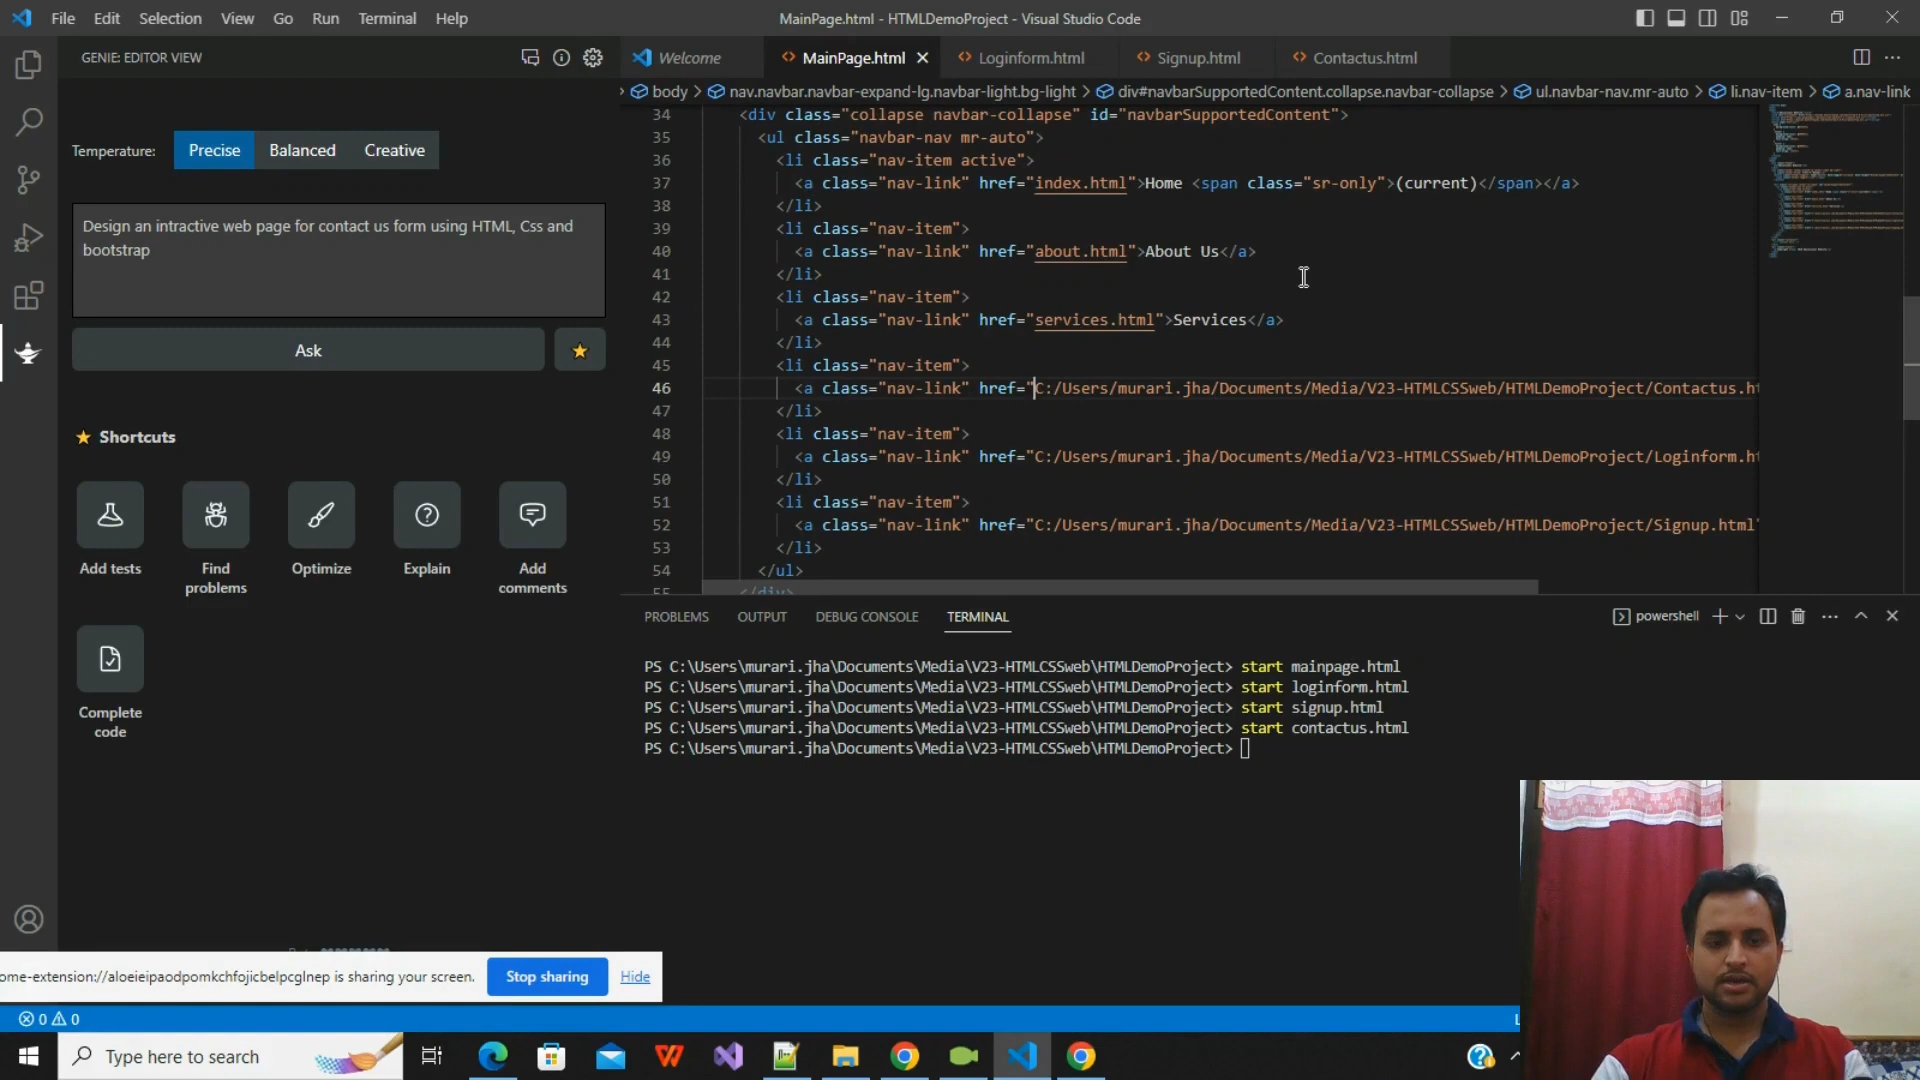 File Edit Selection View Go Run Terminal Help
MainPage.html - HTMLDemoProject - Visual Studio Code
GENIE: EDITOR VIEW
Welcome
MainPage.html
Loginform.html
Signup.html
Contactus.html
body > nav.navbar.navbar-expand-lg.navbar-light.bg-light > div#navbarSupportedContent.collapse.navbar-collapse > ul.navbar-nav.mr-auto > li.nav-item > a.nav-link
Temperature: Precise Balanced Creative
Design an intractive web page for contact us form using HTML, Css and
bootstrap
Ask
Shortcuts
Add tests
Find
problems
Optimize
Explain
Add
comments
Complete
code
34 <div class="collapse navbar-collapse" id="navbarSupportedContent">
35 <ul class="navbar-nav mr-auto">
36 <li class="nav-item active">
37 <a class="nav-link" href="index.html">Home <span class="sr-only">(current)</span></a>
38 </li>
39 <li class="nav-item">
40 <a class="nav-link" href="about.html">About Us</a>
41 </li>
42 <li class="nav-item">
43 <a class="nav-link" href="services.html">Services</a>
44 </li>
45 <li class="nav-item">
46 <a class="nav-link" href="C:/Users/murari.jha/Documents/Media/V23-HTMLCSSweb/HTMLDemoProject/Contactus.ht
47 </li>
48 <li class="nav-item">
49 <a class="nav-link" href="C:/Users/murari.jha/Documents/Media/V23-HTMLCSSweb/HTMLDemoProject/Loginform.ht
50 </li>
51 <li class="nav-item">
52 <a class="nav-link" href="C:/Users/murari.jha/Documents/Media/V23-HTMLCSSweb/HTMLDemoProject/Signup.html"
53 </li>
54 </ul>
55 </div>
PROBLEMS OUTPUT DEBUG CONSOLE TERMINAL
powershell
PS C:\Users\murari.jha\Documents\Media\V23-HTMLCSSweb\HTMLDemoProject> start mainpage.html
PS C:\Users\murari.jha\Documents\Media\V23-HTMLCSSweb\HTMLDemoProject> start loginform.html
PS C:\Users\murari.jha\Documents\Media\V23-HTMLCSSweb\HTMLDemoProject> start signup.html
PS C:\Users\murari.jha\Documents\Media\V23-HTMLCSSweb\HTMLDemoProject> start contactus.html
PS C:\Users\murari.jha\Documents\Media\V23-HTMLCSSweb\HTMLDemoProject>
ome-extension://aloeieipaodpomkchfojicbelpcglnep is sharing your screen. Stop sharing Hide
0 0
Type here to search